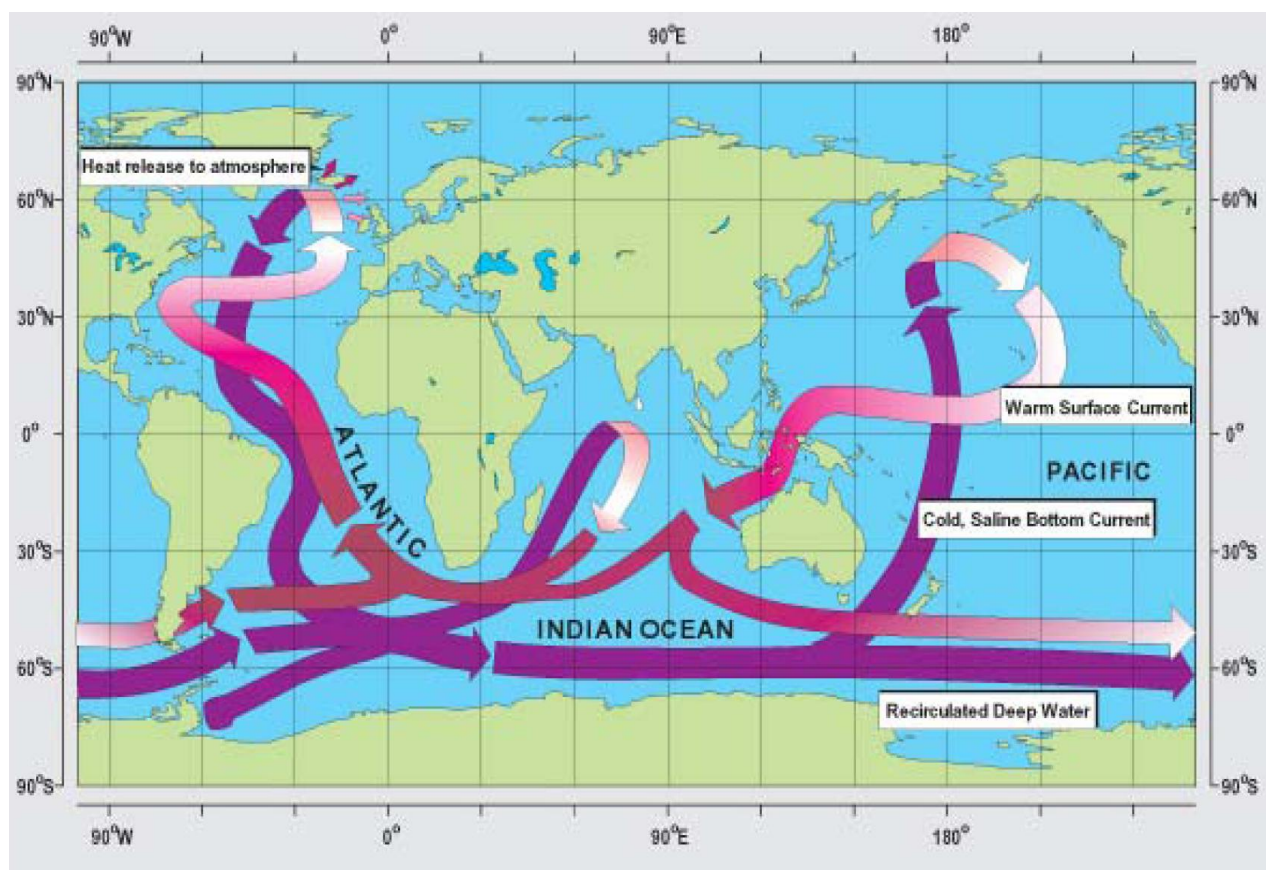 90°W 0° 90°E 180°
90°N 90°N
Heat release to atmosphere
60°N 60°N
30°N 30°N
Warm Surface Current
0° 0°
ATLANTIC
PACIFIC
Cold, Saline Bottom Current
30°S 30°S
INDIAN OCEAN
60°S 60°S
Recirculated Deep Water
90°S 90°S
90°W 0° 90°E 180°